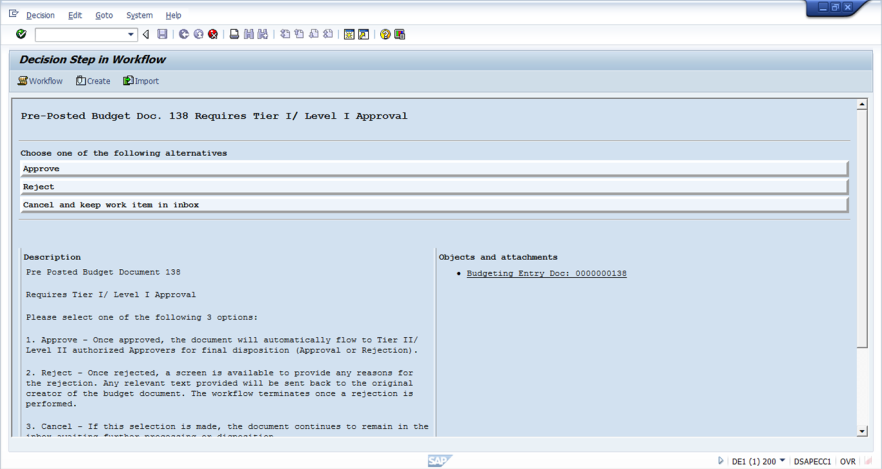 Decision Edit Goto System Help
Decision Step in Workflow
Workflow Create Import
Pre-Posted Budget Doc. 138 Requires Tier I/ Level I Approval
Choose one of the following alternatives
Approve
Reject
Cancel and keep work item in inbox
Description
Pre Posted Budget Document 138
Requires Tier I/ Level I Approval
Please select one of the following 3 options:
1. Approve - Once approved, the document will automatically flow to Tier II/
Level II authorized Approvers for final disposition (Approval or Rejection).
2. Reject - Once rejected, a screen is available to provide any reasons for
the rejection. Any relevant text provided will be sent back to the original
creator of the budget document. The workflow terminates once a rejection is
performed.
3. Cancel - If this selection is made, the document continues to remain in the
inbox awaiting further processing or disposition
Objects and attachments
• Budgeting Entry Doc: 0000000138
SAP
DE1 (1) 200 DSAPECC1 OVR